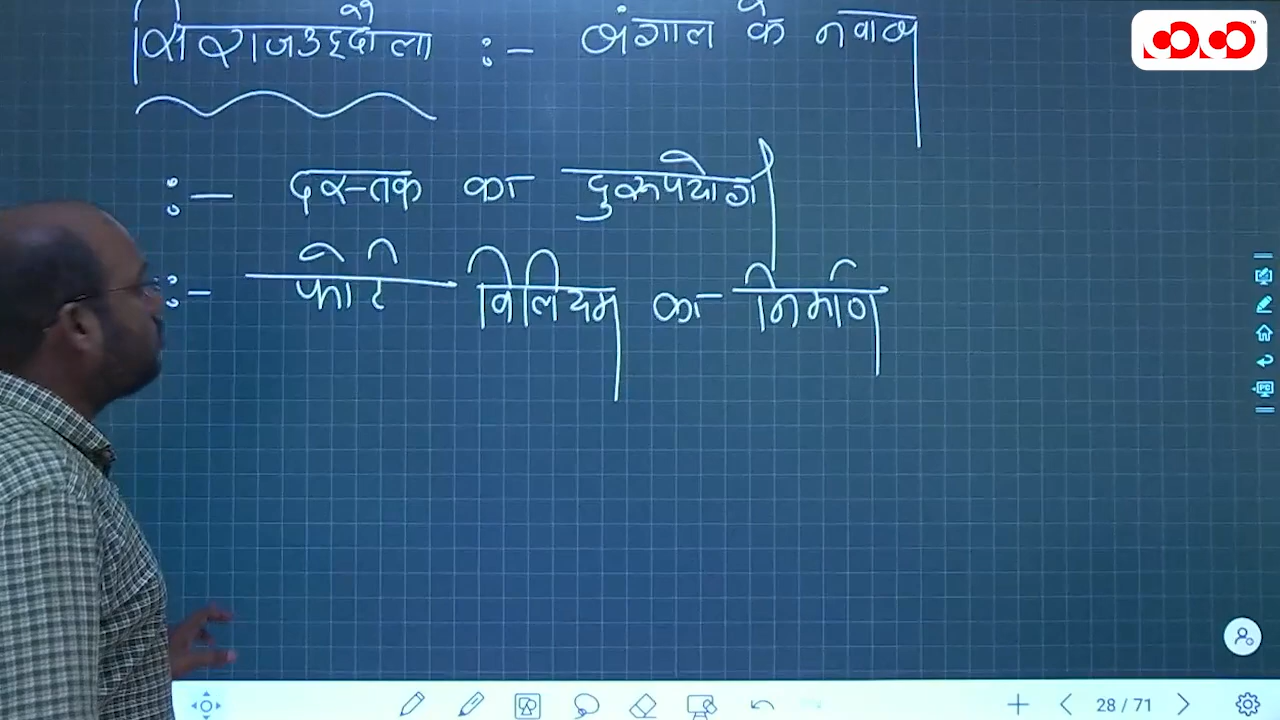 सिराजउद्दौला :- बंगाल के नवाब
:- दस्तक का दुरूपयोग
:- फोर्ट विलियम का निर्माण
28 / 71